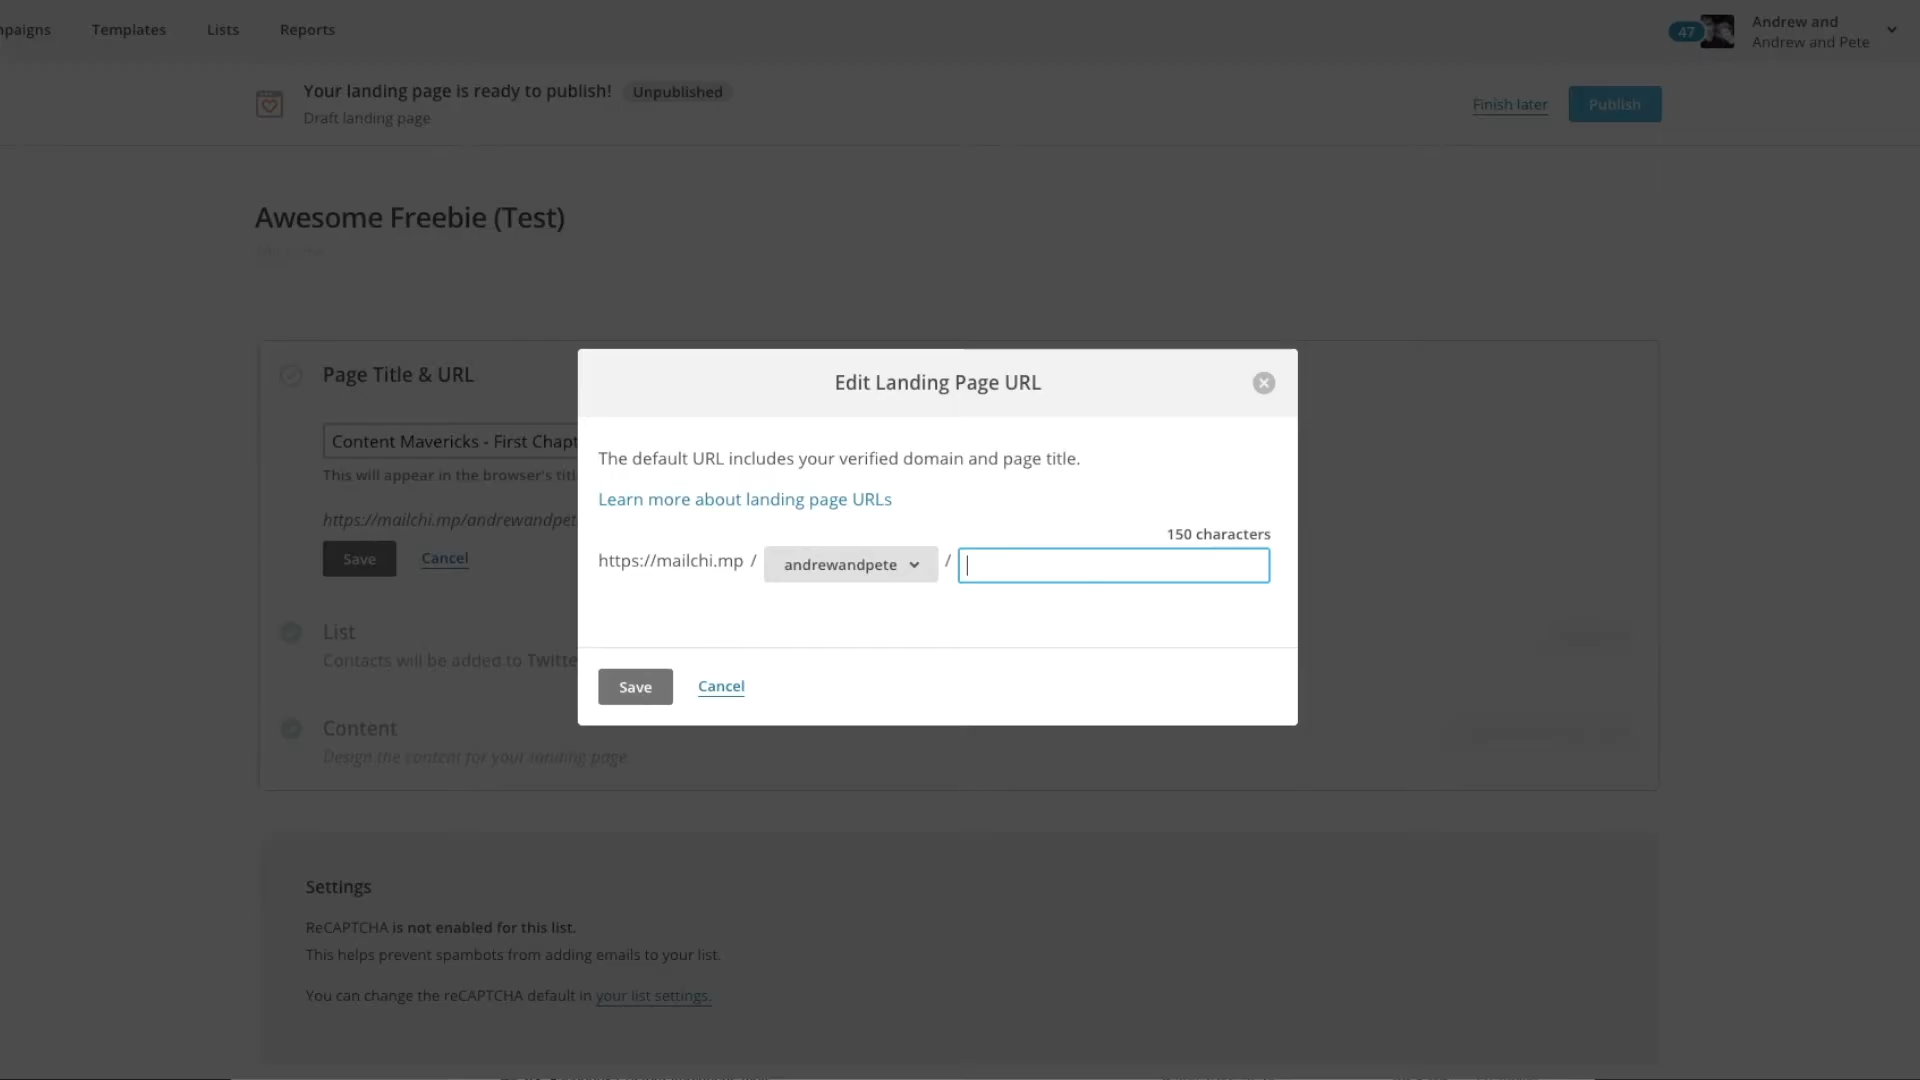 Templates
Lists
Reports
47
Andrew and
Andrew and Pete
Your landing page is ready to publish!
Unpublished
Draft landing page
Finish later
Publish
Awesome Freebie (Test)
Page Title & URL
Content Mavericks - First Chapt
This will appear in the browser's
https://mailchi.mp/andrewandpet
Save
Cancel
List
Contacts will be added to Twitte
Content
Design the content for your landing page
Edit Landing Page URL
The default URL includes your verified domain and page title.
Learn more about landing page URLs
150 characters
https://mailchi.mp /
andrewandpete
/
Save
Cancel
Settings
ReCAPTCHA is not enabled for this list.
This helps prevent spambots from adding emails to your list.
You can change the reCAPTCHA default in your list settings.